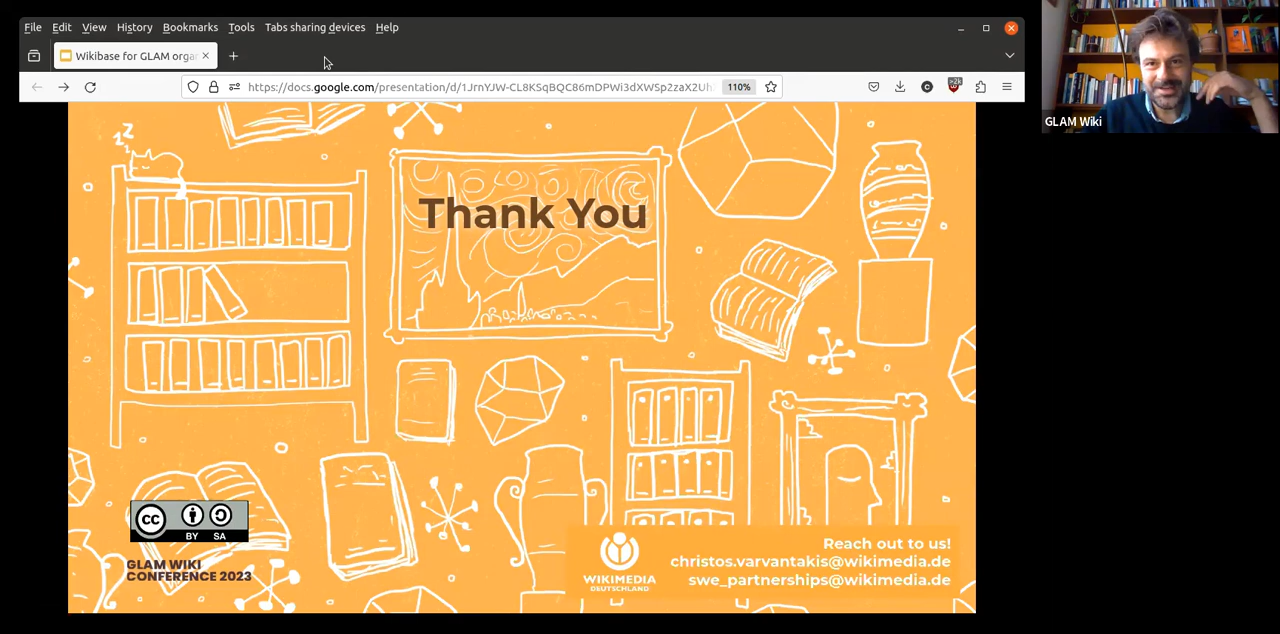 File Edit View History Bookmarks Tools Tabs sharing devices Help
Wikibase for GLAM orga
https://docs.google.com/presentation/d/1JrnYJW-CL8KSqBQC86mDPWi3dXWSp2zaX2Uh
110%
>2k
GLAM Wiki
zz
Thank You
cc
BY SA
GLAM WIKI
CONFERENCE 2023
WIKIMEDIA
DEUTSCHLAND
Reach out to us!
christos.varvantakis@wikimedia.de
swe_partnerships@wikimedia.de